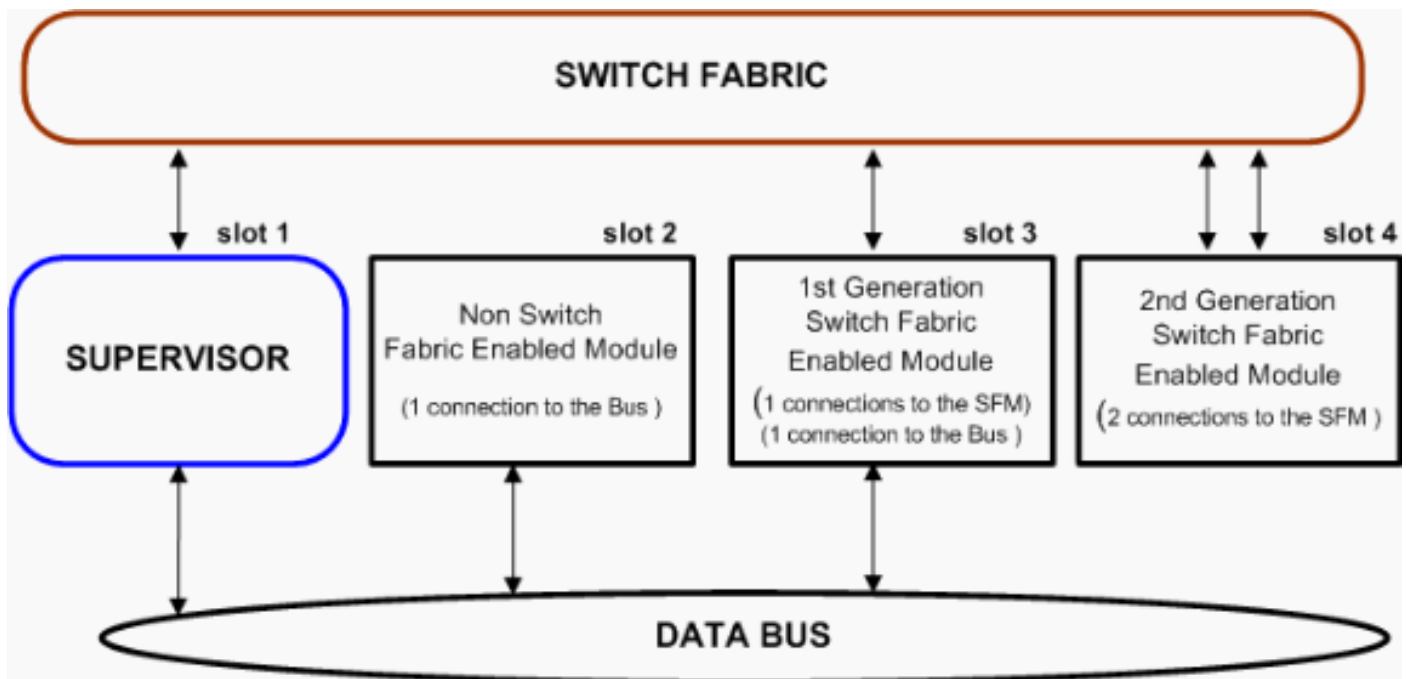 SWITCH FABRIC
slot 1
slot 2
slot 3
slot 4
SUPERVISOR
Non Switch
Fabric Enabled Module
(1 connection to the Bus )
1st Generation
Switch Fabric
Enabled Module
(1 connections to the SFM)
(1 connection to the Bus )
2nd Generation
Switch Fabric
Enabled Module
(2 connections to the SFM )
DATA BUS